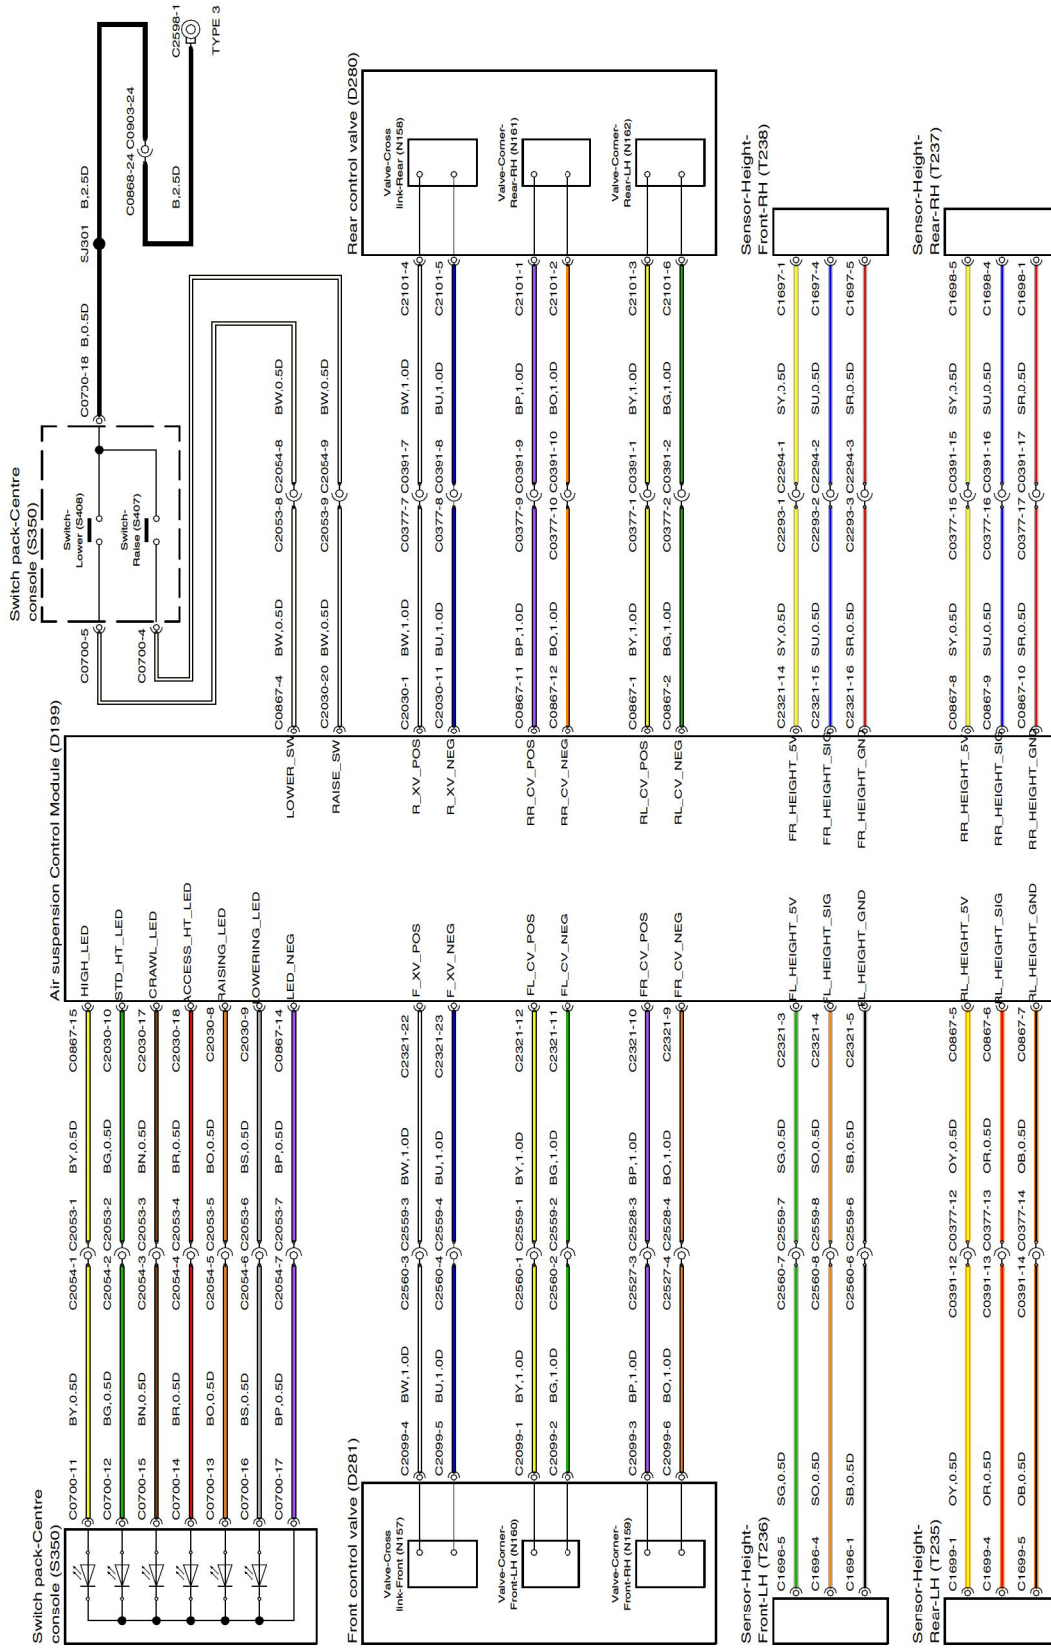 Switch pack-Centre
console (S350)
Air suspension Control Module (D199)
Switch pack-Centre
console (S350)
C0700-11 BY,0.5D C2054-1 C2053-1 BY,0.5D C0867-15 HIGH_LED
C0700-12 BG,0.5D C2054-2 C2053-2 BG,0.5D C2030-10 STD_HT_LED
C0700-15 BN,0.5D C2054-3 C2053-3 BN,0.5D C2030-17 CRAWL_LED
C0700-14 BR,0.5D C2054-4 C2053-4 BR,0.5D C2030-18 ACCESS_HT_LED
C0700-13 BO,0.5D C2054-5 C2053-5 BO,0.5D C2030-8 RAISING_LED
C0700-16 BS,0.5D C2054-6 C2053-6 BS,0.5D C2030-9 LOWERING_LED
C0700-17 BP,0.5D C2054-7 C2053-7 BP,0.5D C0867-14 LED_NEG
C0700-5
Switch-
Lower (S408)
C0700-18 B,0.5D SJ301 B,2.5D
C0700-4
Switch-
Raise (S407)
C0868-24 C0903-24
B,2.5D C2598-1
TYPE 3
LOWER_SW C0867-4 BW,0.5D C2053-8 C2054-8 BW,0.5D
RAISE_SW C2030-20 BW,0.5D C2053-9 C2054-9 BW,0.5D
Front control valve (D281)
Rear control valve (D280)
Valve-Cross
link-Front (N157)
C2099-4 BW,1.0D C2560-3 C2559-3 BW,1.0D C2321-22 F_XV_POS
C2099-5 BU,1.0D C2560-4 C2559-4 BU,1.0D C2321-23 F_XV_NEG
R_XV_POS C2030-1 BW,1.0D C0377-7 C0391-7 BW,1.0D C2101-4
R_XV_NEG C2030-11 BU,1.0D C0377-8 C0391-8 BU,1.0D C2101-5
Valve-Cross
link-Rear (N158)
Valve-Corner-
Front-LH (N160)
C2099-1 BY,1.0D C2560-1 C2559-1 BY,1.0D C2321-12 FL_CV_POS
C2099-2 BG,1.0D C2560-2 C2559-2 BG,1.0D C2321-11 FL_CV_NEG
RR_CV_POS C0867-11 BP,1.0D C0377-9 C0391-9 BP,1.0D C2101-1
RR_CV_NEG C0867-12 BO,1.0D C0377-10 C0391-10 BO,1.0D C2101-2
Valve-Corner-
Rear-RH (N161)
Valve-Corner-
Front-RH (N159)
C2099-3 BP,1.0D C2527-3 C2528-3 BP,1.0D C2321-10 FR_CV_POS
C2099-6 BO,1.0D C2527-4 C2528-4 BO,1.0D C2321-9 FR_CV_NEG
RL_CV_POS C0867-1 BY,1.0D C0377-1 C0391-1 BY,1.0D C2101-3
RL_CV_NEG C0867-2 BG,1.0D C0377-2 C0391-2 BG,1.0D C2101-6
Valve-Corner-
Rear-LH (N162)
Sensor-Height-
Front-LH (T236)
Sensor-Height-
Front-RH (T238)
C1696-5 SG,0.5D C2560-7 C2559-7 SG,0.5D C2321-3 FL_HEIGHT_5V
C1696-4 SO,0.5D C2560-8 C2559-8 SO,0.5D C2321-4 FL_HEIGHT_SIG
C1696-1 SB,0.5D C2560-6 C2559-6 SB,0.5D C2321-5 FL_HEIGHT_GND
FR_HEIGHT_5V C2321-14 SY,0.5D C2293-1 C2294-1 SY,0.5D C1697-1
FR_HEIGHT_SIG C2321-15 SU,0.5D C2293-2 C2294-2 SU,0.5D C1697-4
FR_HEIGHT_GND C2321-16 SR,0.5D C2293-3 C2294-3 SR,0.5D C1697-5
Sensor-Height-
Rear-LH (T235)
Sensor-Height-
Rear-RH (T237)
C1699-1 OY,0.5D C0391-12 C0377-12 OY,0.5D C0867-5 RL_HEIGHT_5V
C1699-4 OR,0.5D C0391-13 C0377-13 OR,0.5D C0867-6 RL_HEIGHT_SIG
C1699-5 OB,0.5D C0391-14 C0377-14 OB,0.5D C0867-7 RL_HEIGHT_GND
RR_HEIGHT_5V C0867-8 SY,0.5D C0377-15 C0391-15 SY,0.5D C1698-5
RR_HEIGHT_SIG C0867-9 SU,0.5D C0377-16 C0391-16 SU,0.5D C1698-4
RR_HEIGHT_GND C0867-10 SR,0.5D C0377-17 C0391-17 SR,0.5D C1698-1